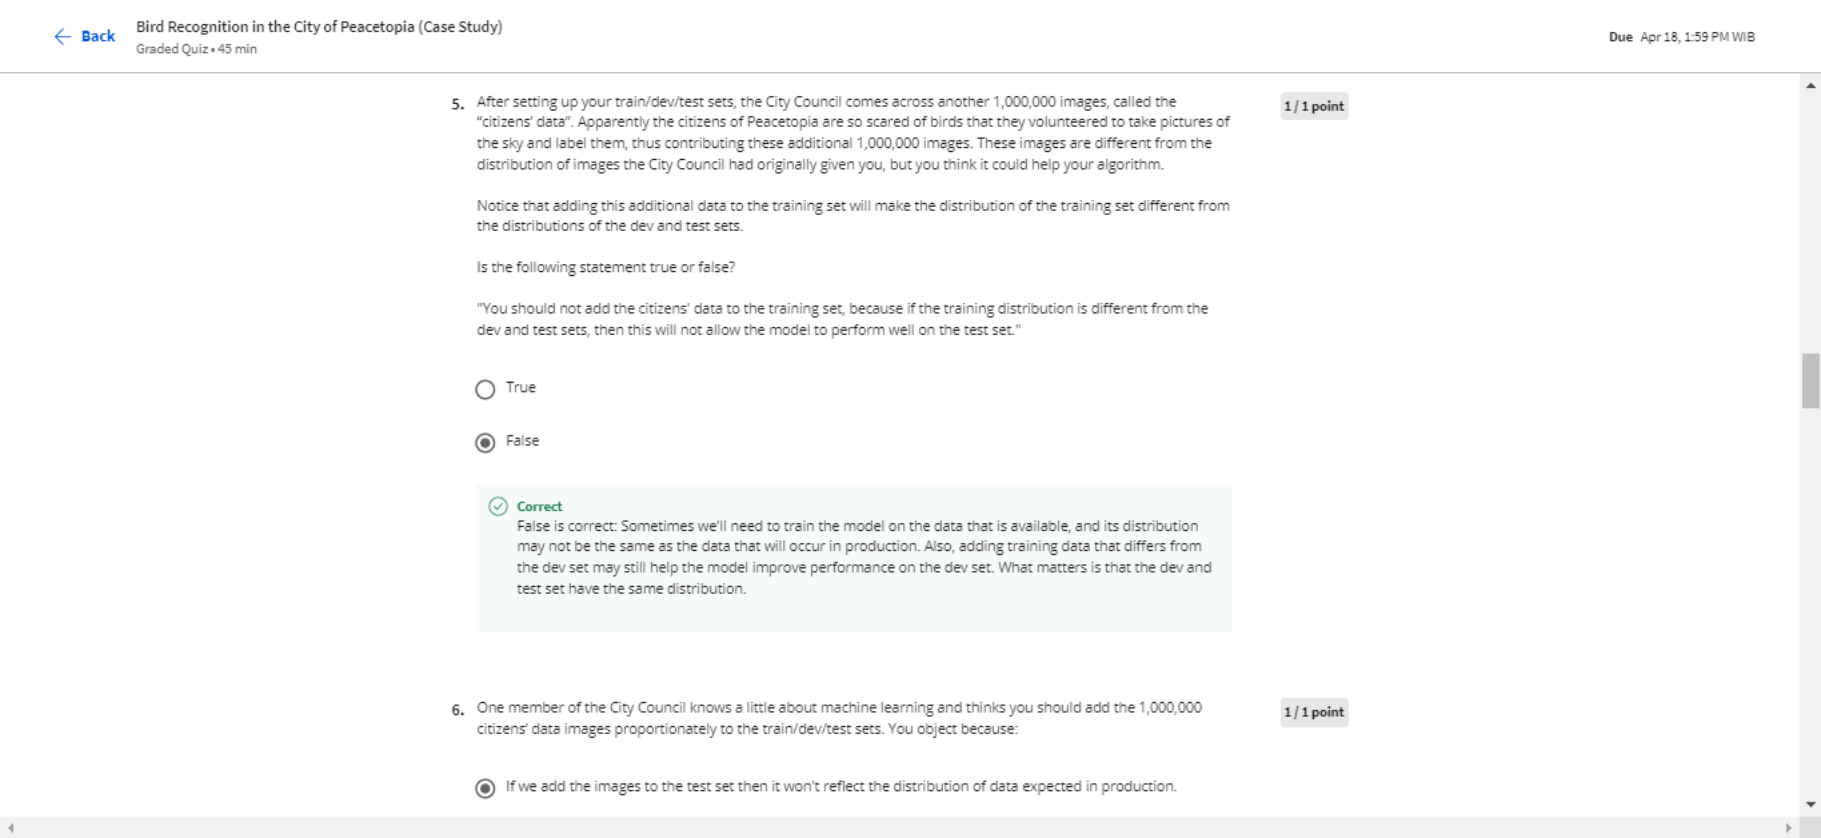 Back
Bird Recognition in the City of Peacetopia (Case Study)
Graded Quiz • 45 min
Due Apr 18, 1:59 PM WIB
5. After setting up your train/dev/test sets, the City Council comes across another 1,000,000 images, called the
1 / 1 point
“citizens’ data”. Apparently the citizens of Peacetopia are so scared of birds that they volunteered to take pictures of
the sky and label them, thus contributing these additional 1,000,000 images. These images are different from the
distribution of images the City Council had originally given you, but you think it could help your algorithm.
Notice that adding this additional data to the training set will make the distribution of the training set different from
the distributions of the dev and test sets.
Is the following statement true or false?
"You should not add the citizens' data to the training set, because if the training distribution is different from the
dev and test sets, then this will not allow the model to perform well on the test set."
True
False
Correct
False is correct: Sometimes we'll need to train the model on the data that is available, and its distribution
may not be the same as the data that will occur in production. Also, adding training data that differs from
the dev set may still help the model improve performance on the dev set. What matters is that the dev and
test set have the same distribution.
6. One member of the City Council knows a little about machine learning and thinks you should add the 1,000,000
1 / 1 point
citizens’ data images proportionately to the train/dev/test sets. You object because:
If we add the images to the test set then it won't reflect the distribution of data expected in production.